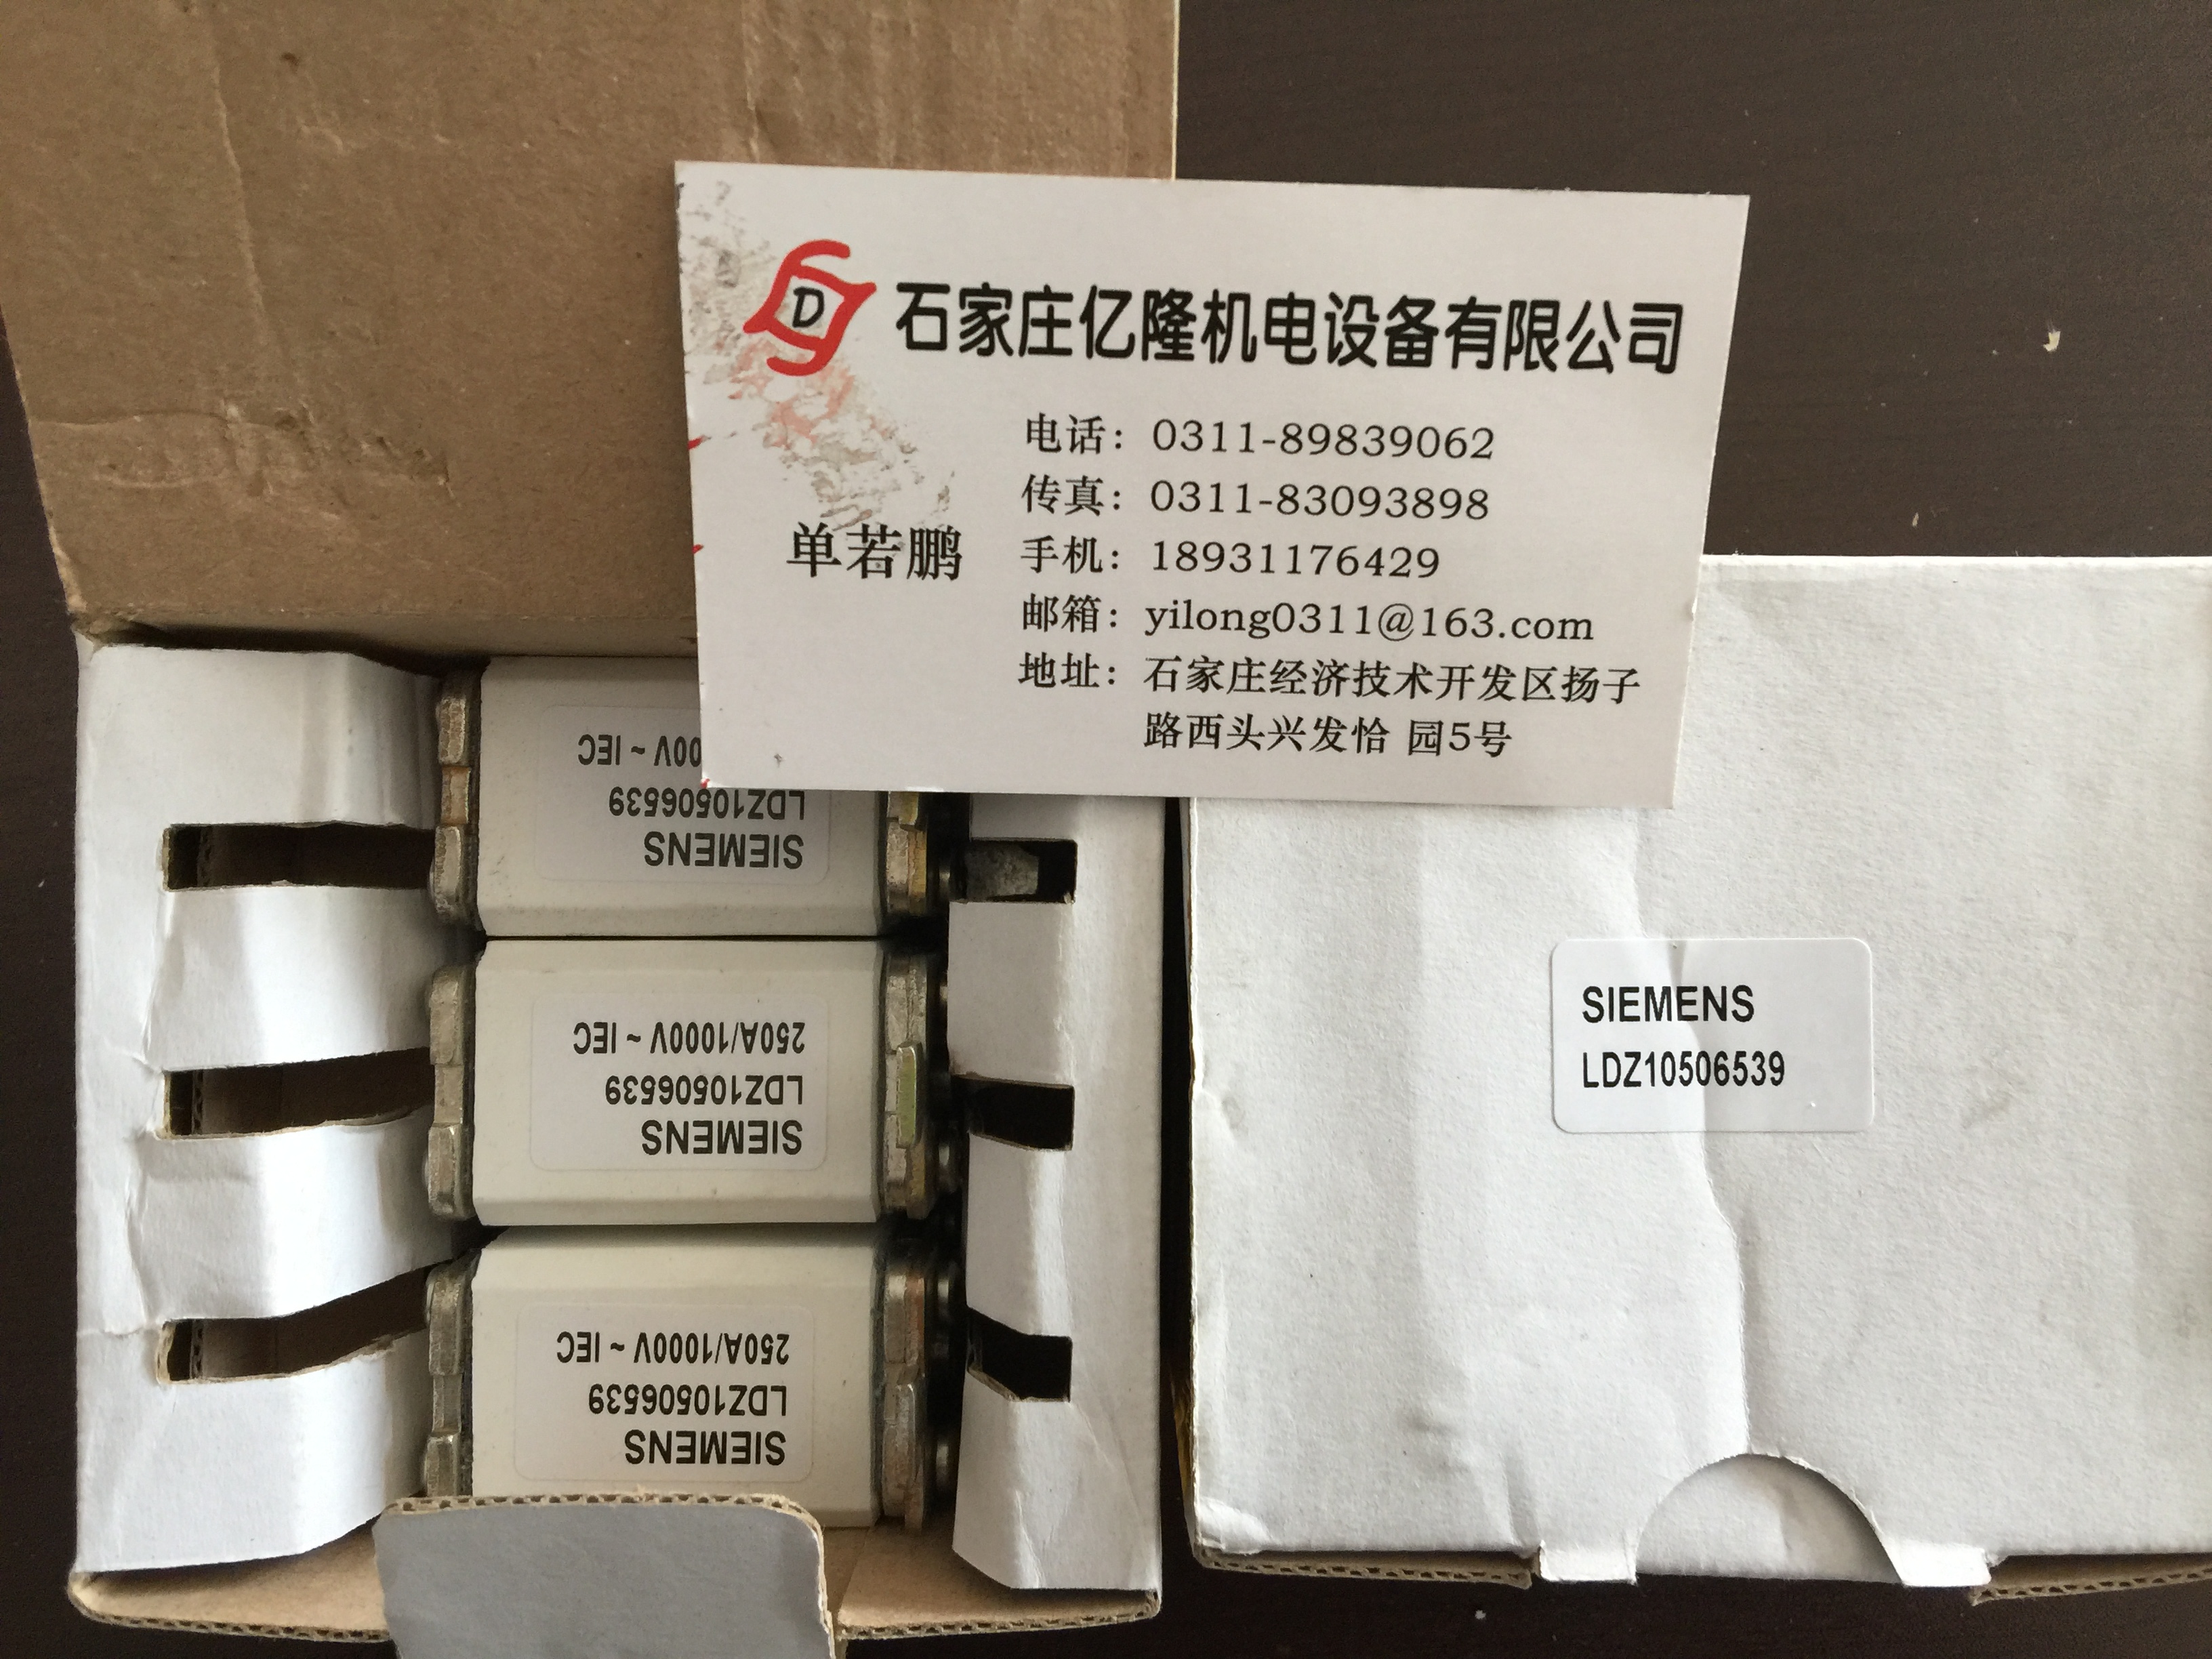 D
石家庄亿隆机电设备有限公司
单若鹏
电话：0311-89839062
传真：0311-83093898
手机：18931176429
邮箱：yilong0311@163.com
地址：石家庄经济技术开发区扬子
路西头兴发恰 园5号
SIEMENS
LDZ10506539
00V ~ IEC
SIEMENS
LDZ10506539
250A/1000V ~ IEC
SIEMENS
LDZ10506539
250A/1000V ~ IEC
SIEMENS
LDZ10506539